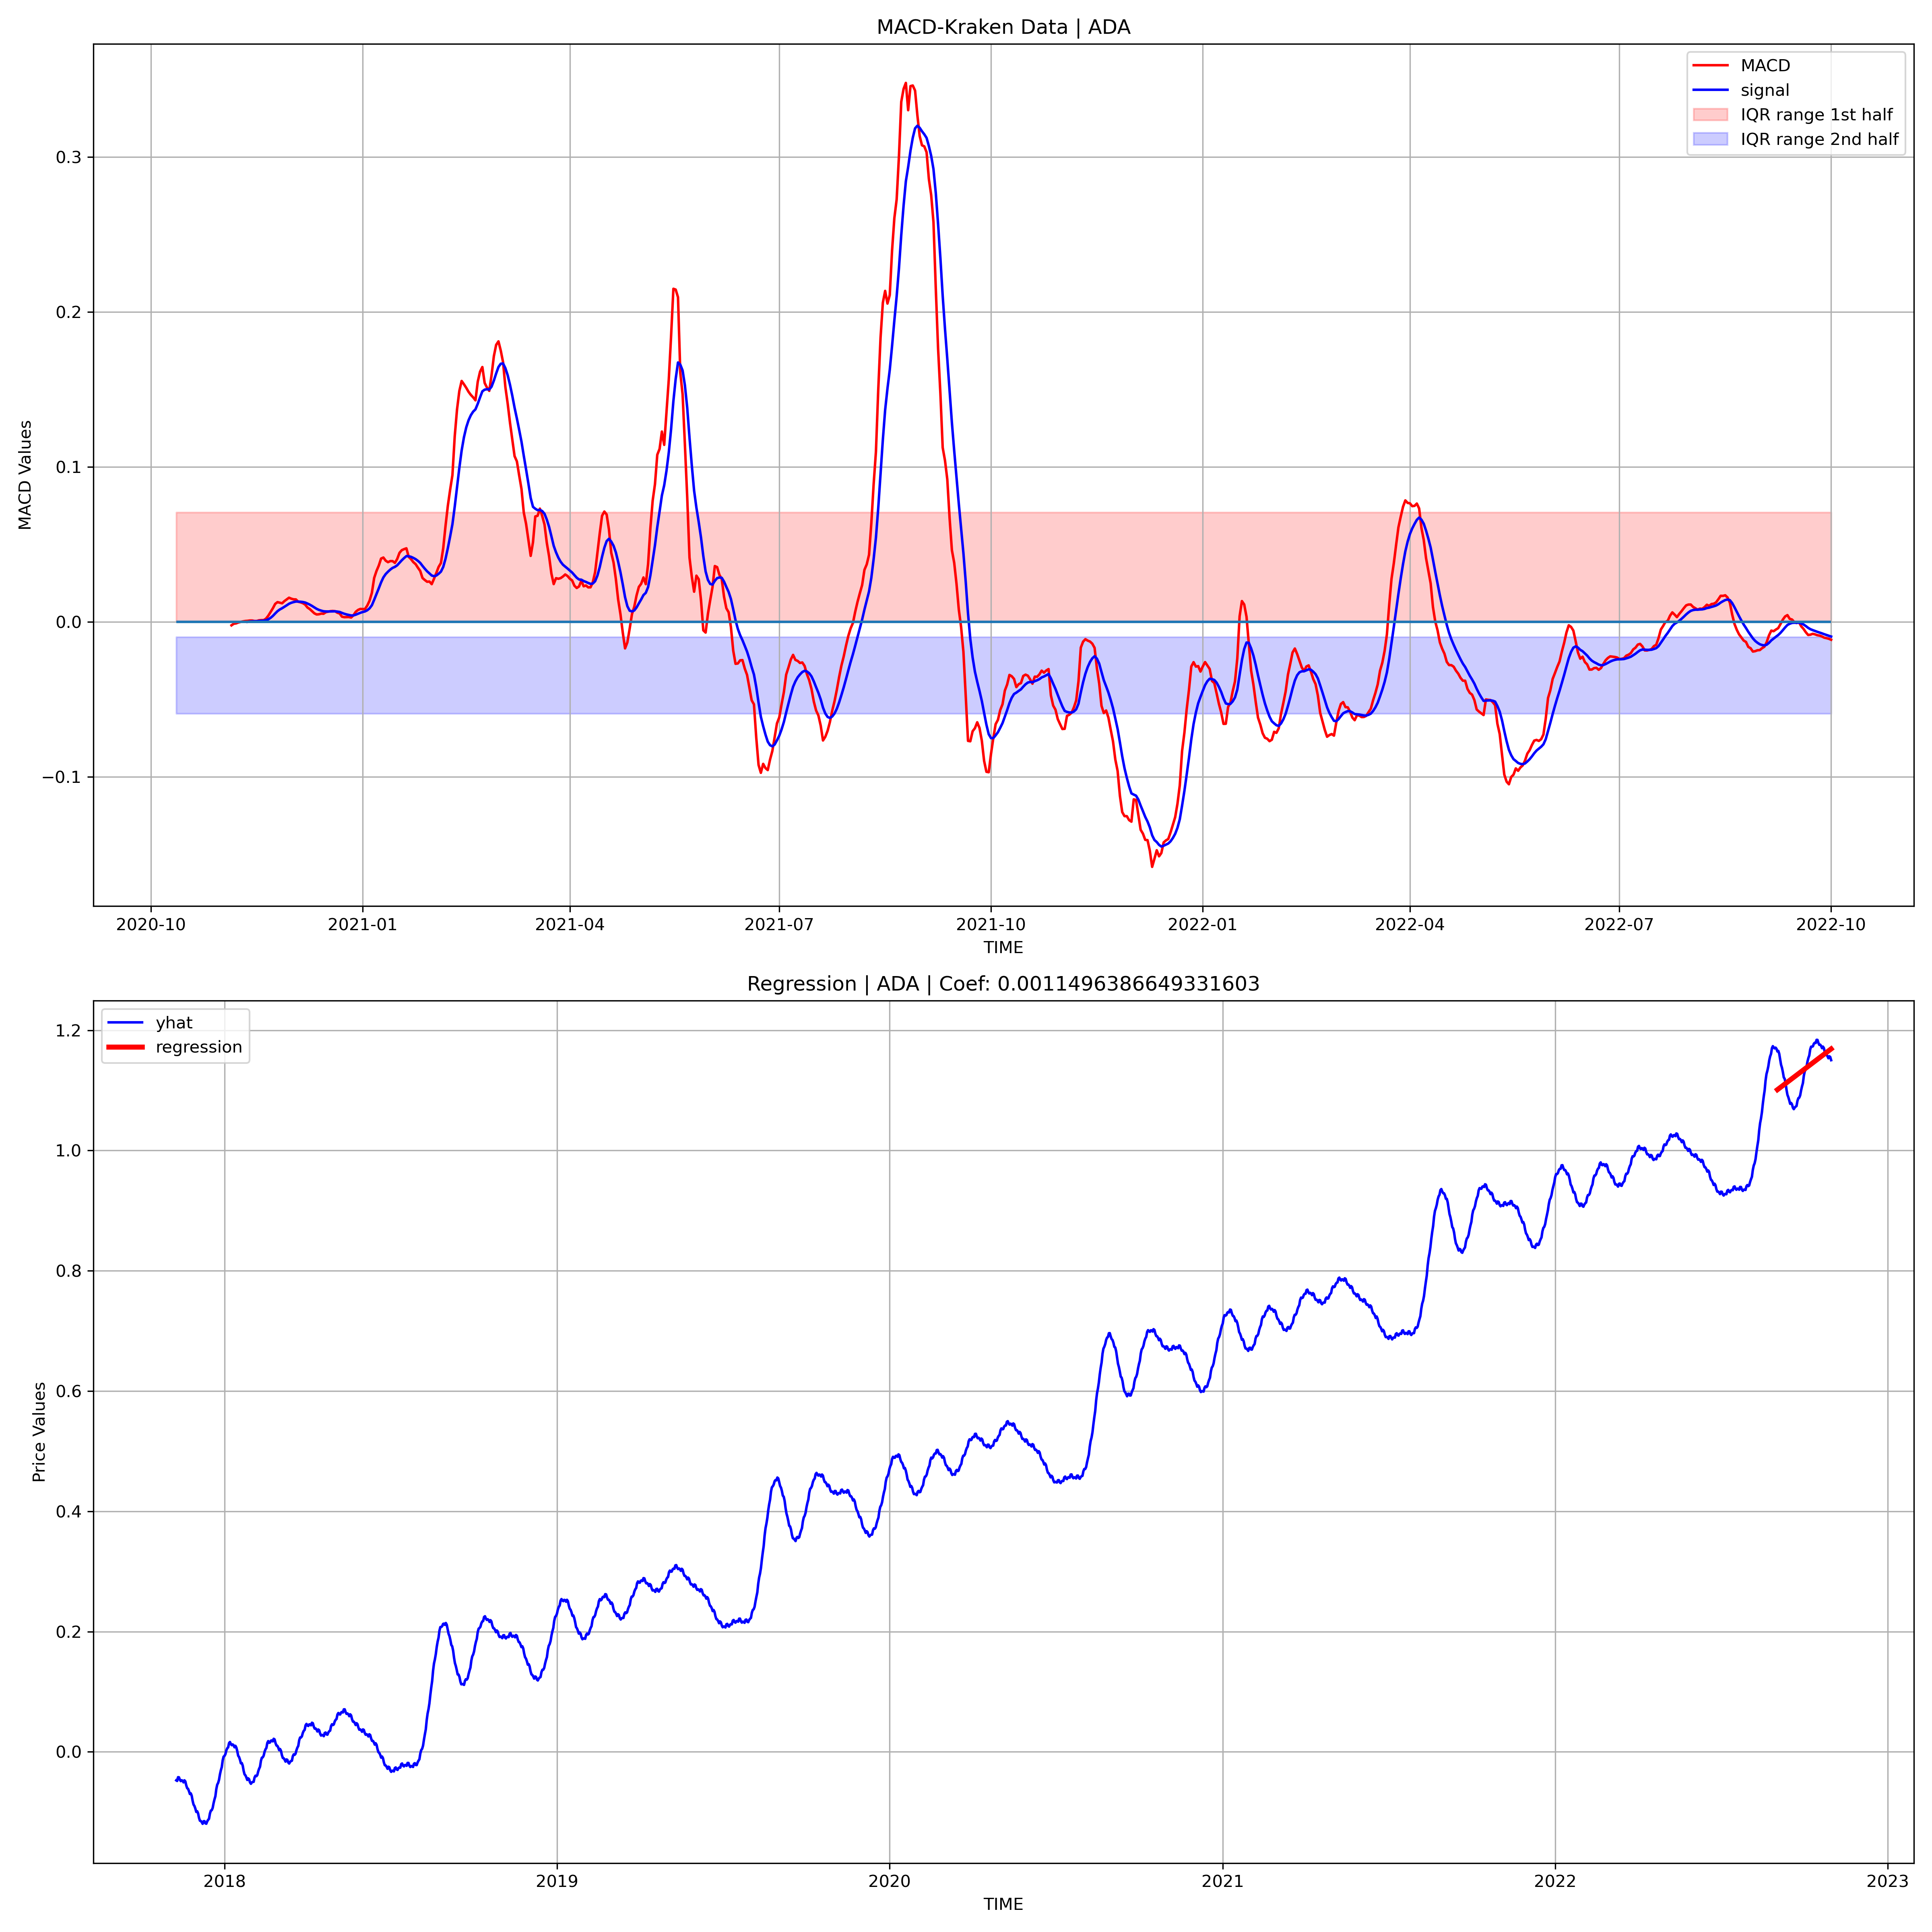 MACD-Kraken Data | ADA
MACD
signal
IQR range 1st half
IQR range 2nd half
MACD Values
0.3
0.2
0.1
0.0
−0.1
2020-10 2021-01 2021-04 2021-07 2021-10 2022-01 2022-04 2022-07 2022-10
TIME
Regression | ADA | Coef: 0.0011496386649331603
yhat
regression
Price Values
1.2
1.0
0.8
0.6
0.4
0.2
0.0
2018 2019 2020 2021 2022 2023
TIME